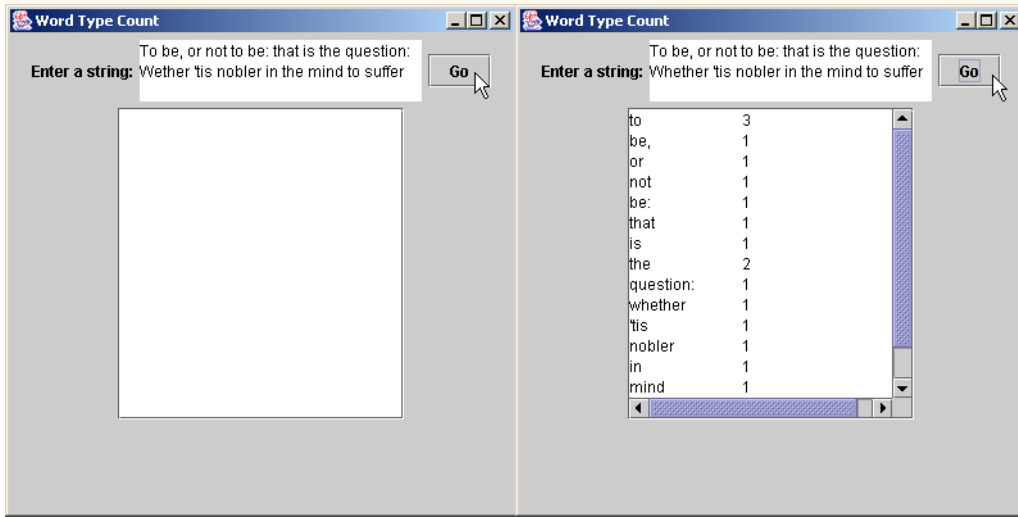 Word Type Count
To be, or not to be: that is the question:
Enter a string: Wether 'tis nobler in the mind to suffer
Go
Word Type Count
To be, or not to be: that is the question:
Enter a string: Whether 'tis nobler in the mind to suffer
Go
to 3
be, 1
or 1
not 1
be: 1
that 1
is 1
the 2
question: 1
whether 1
'tis 1
nobler 1
in 1
mind 1